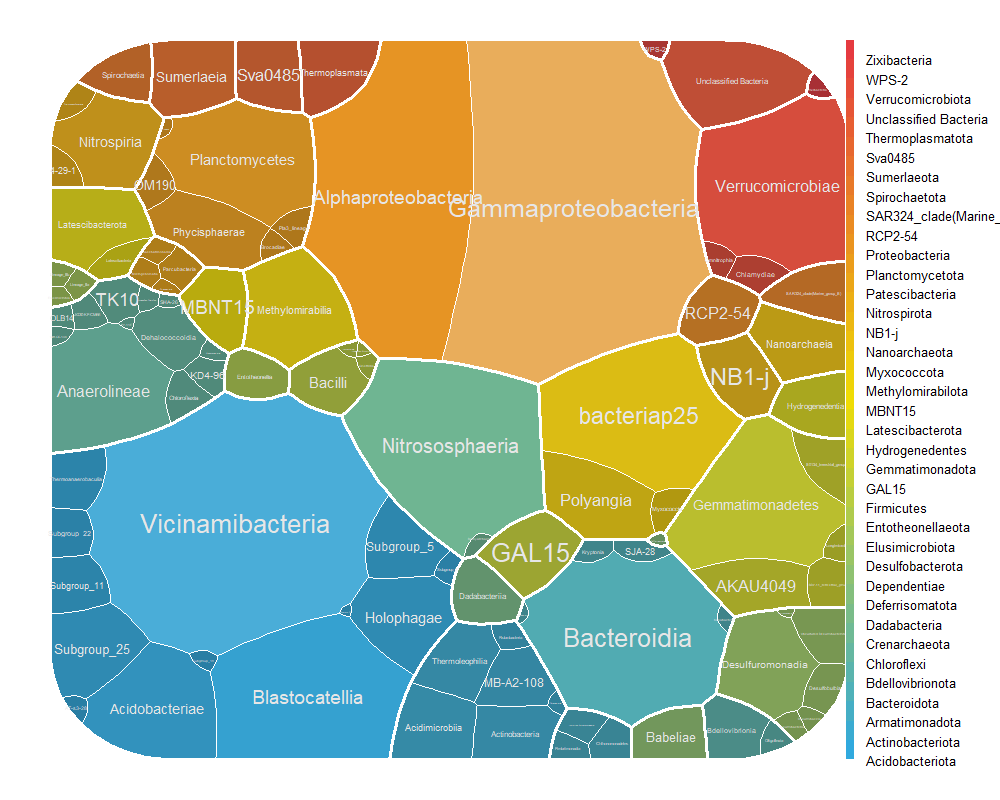 WPS-2
Spirochaetia
Sumerlaeia
Sva0485
Thermoplasmata
Unclassified Bacteria
Nitrospiria
Planctomycetes
OM190
Alphaproteobacteria
Gammaproteobacteria
Verrucomicrobiae
Latescibacterota
Phycisphaerae
Parcubacteria
Chlamydiae
TK10
MBNT15
Methylomirabilia
RCP2-54
Dehalococcoidia
Nanoarchaeia
KD4-96
Entotheonellia
Bacilli
NB1-j
Anaerolineae
Chloroflexia
Hydrogenedentia
Nitrososphaeria
bacteriap25
Polyangia
Gemmatimonadetes
Thermoanaerobaculia
Vicinamibacteria
Subgroup_22
Subgroup_5
GAL15
Kryptonia
SJA-28
Subgroup_11
AKAU4049
Dadabacteriia
Holophagae
Subgroup_25
Bacteroidia
Thermoleophilia
Desulfuromonadia
MB-A2-108
Blastocatellia
Acidobacteriae
Acidimicrobiia
Actinobacteria
Babeliae
Bdellovibrionia
Zixibacteria
WPS-2
Verrucomicrobiota
Unclassified Bacteria
Thermoplasmatota
Sva0485
Sumerlaeota
Spirochaetota
SAR324_clade(Marine_
RCP2-54
Proteobacteria
Planctomycetota
Patescibacteria
Nitrospirota
NB1-j
Nanoarchaeota
Myxococcota
Methylomirabilota
MBNT15
Latescibacterota
Hydrogenedentes
Gemmatimonadota
GAL15
Firmicutes
Entotheonellaeota
Elusimicrobiota
Desulfobacterota
Dependentiae
Deferrisomatota
Dadabacteria
Crenarchaeota
Chloroflexi
Bdellovibrionota
Bacteroidota
Armatimonadota
Actinobacteriota
Acidobacteriota